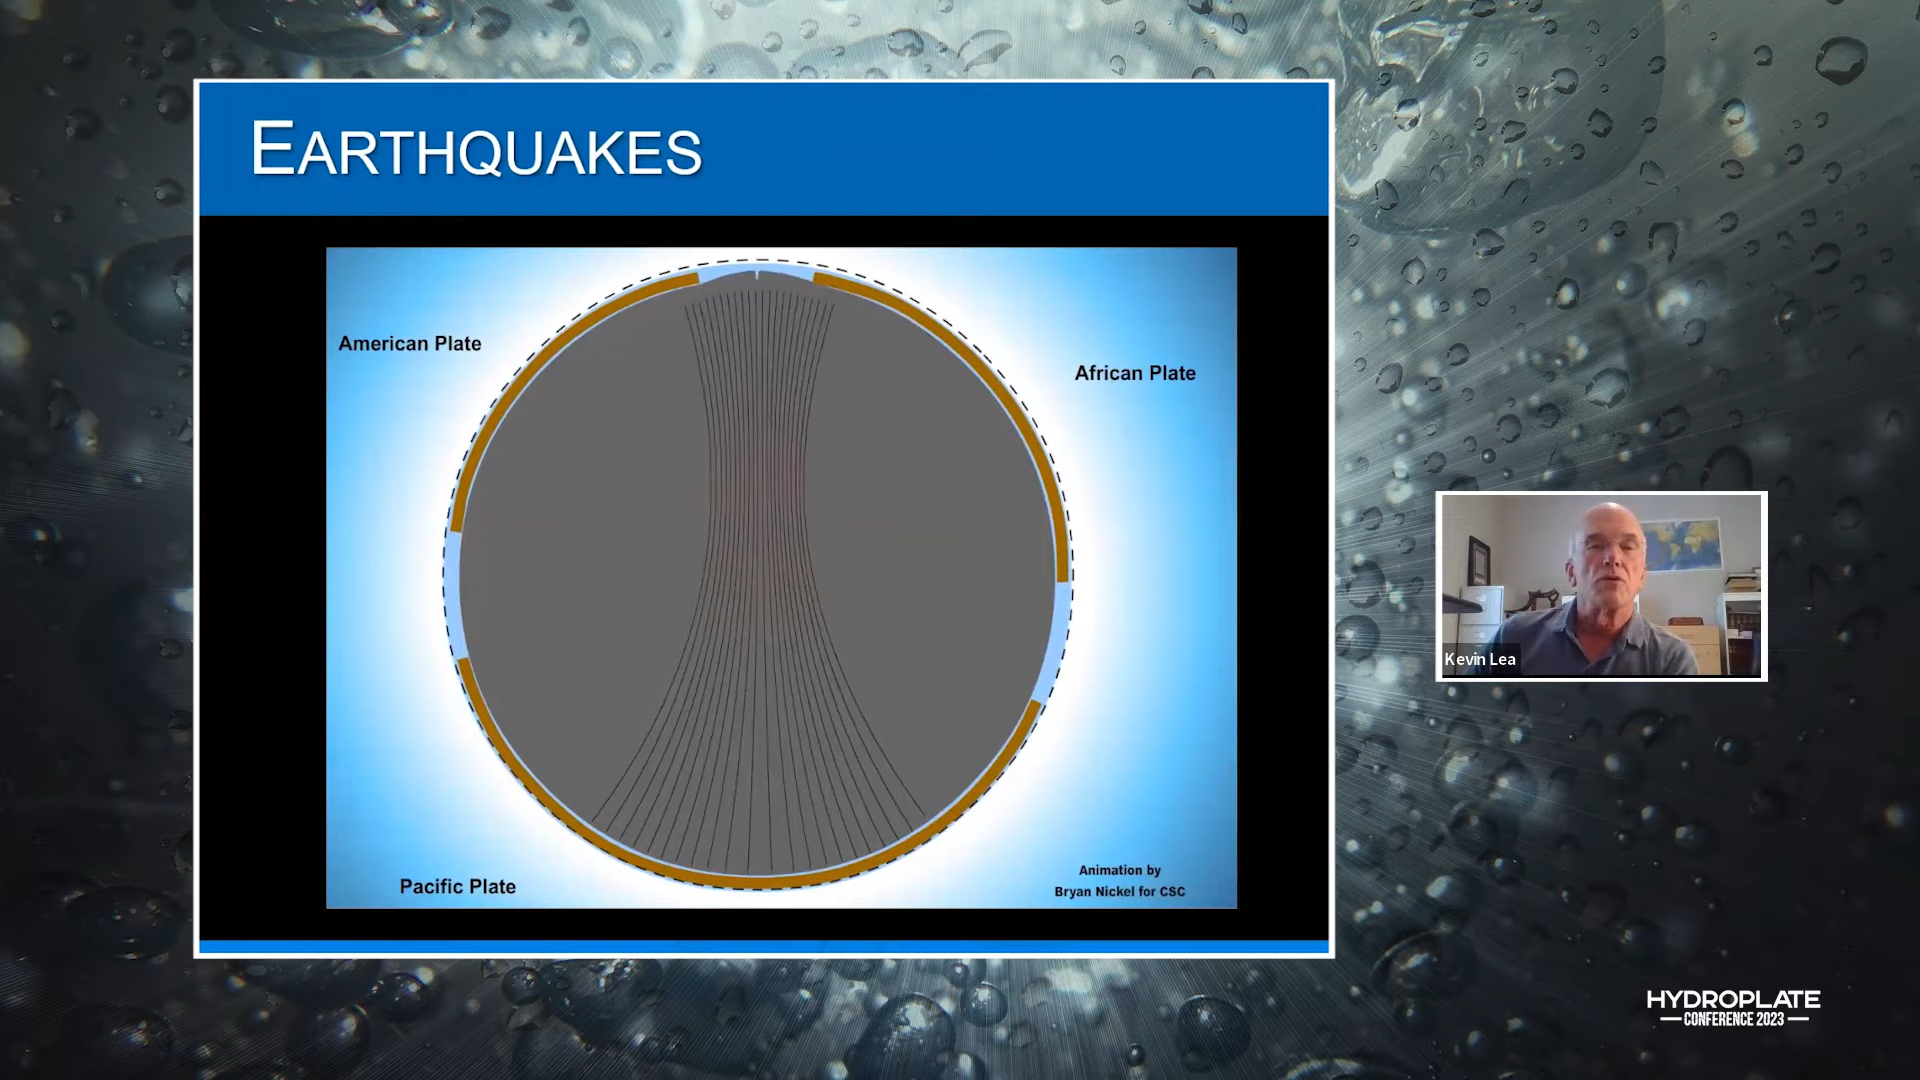 EARTHQUAKES
American Plate
African Plate
Pacific Plate
Animation by
Bryan Nickel for CSC
Kevin Lea
HYDROPLATE
CONFERENCE 2023